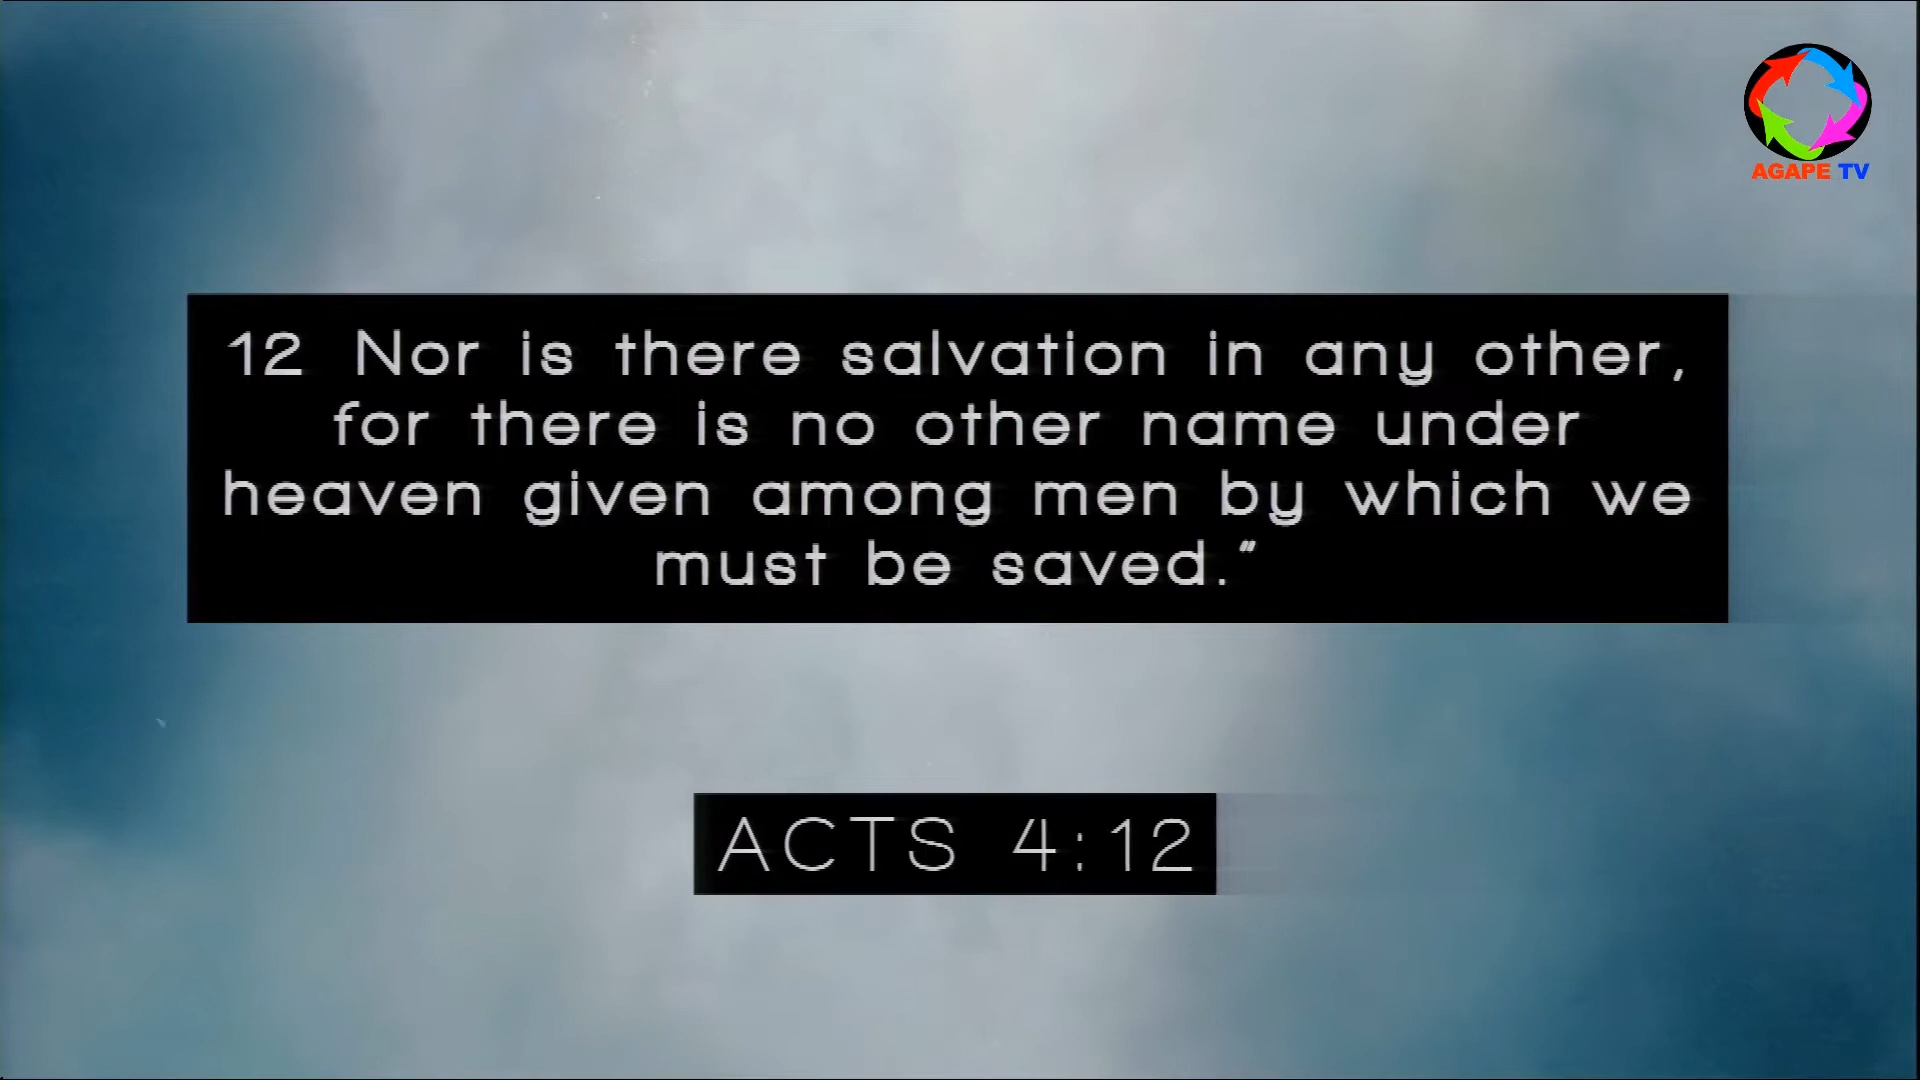 AGAPE TV
12 Nor is there salvation in any other,
for there is no other name under
heaven given among men by which we
must be saved.”
ACTS 4:12